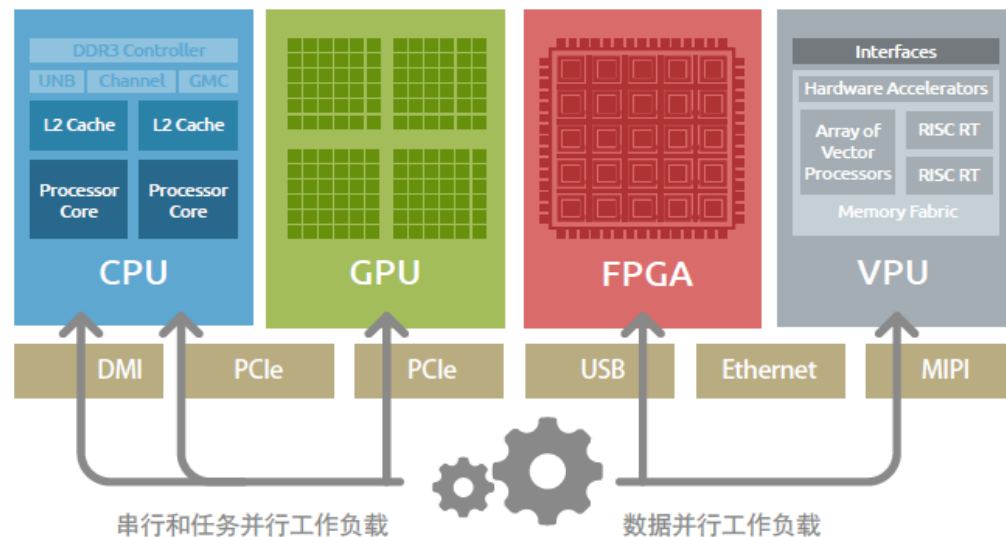 DDR3 Controller
UNB Channel GMC
L2 Cache L2 Cache
Processor Core Processor Core
CPU
GPU
FPGA
Interfaces
Hardware Accelerators
Array of Vector Processors
RISC RT
RISC RT
Memory Fabric
VPU
DMI PCIe PCIe USB Ethernet MIPI
串行和任务并行工作负载
数据并行工作负载